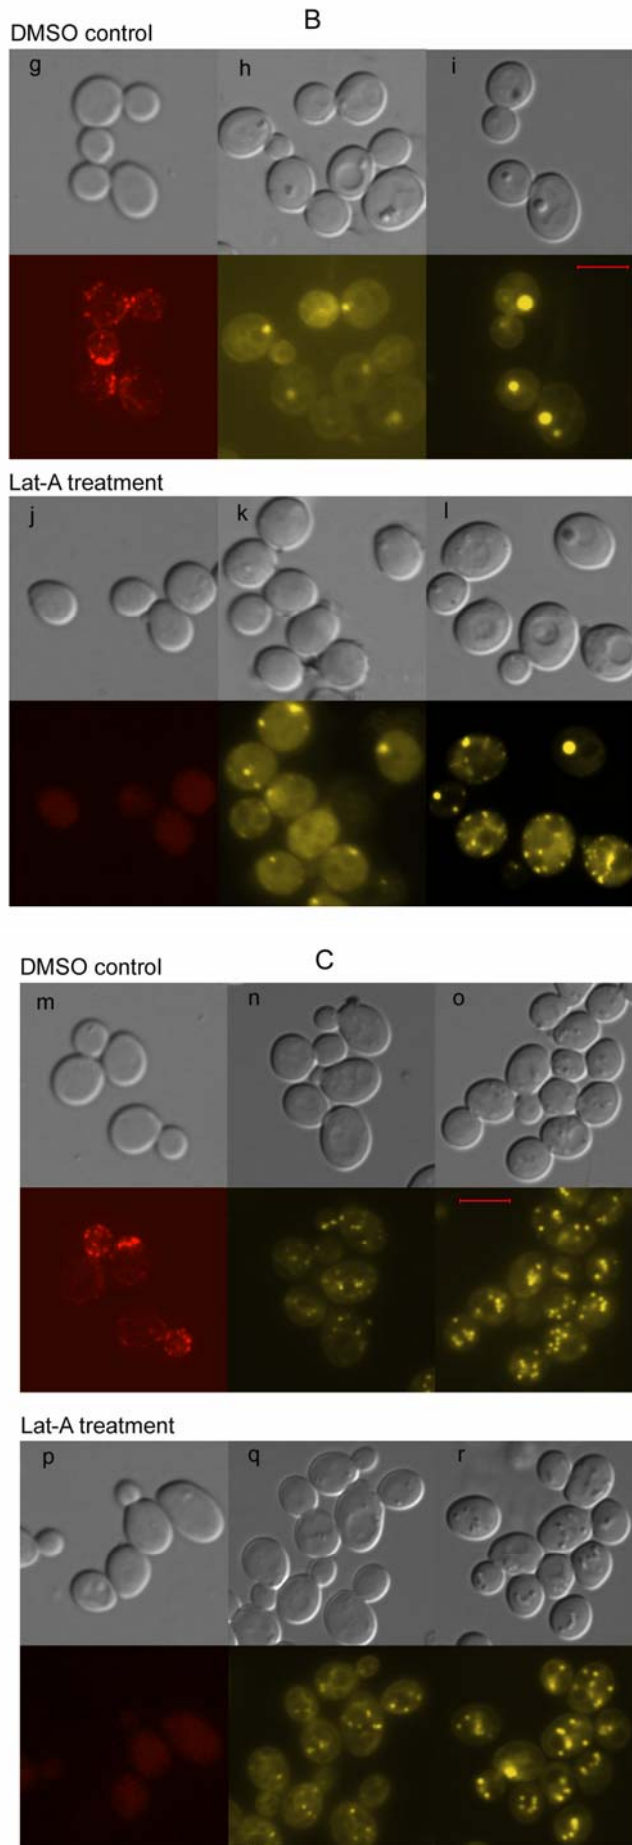 B
DMSO control
g h i
Lat-A treatment
j k l
C
DMSO control
m n o
Lat-A treatment
p q r